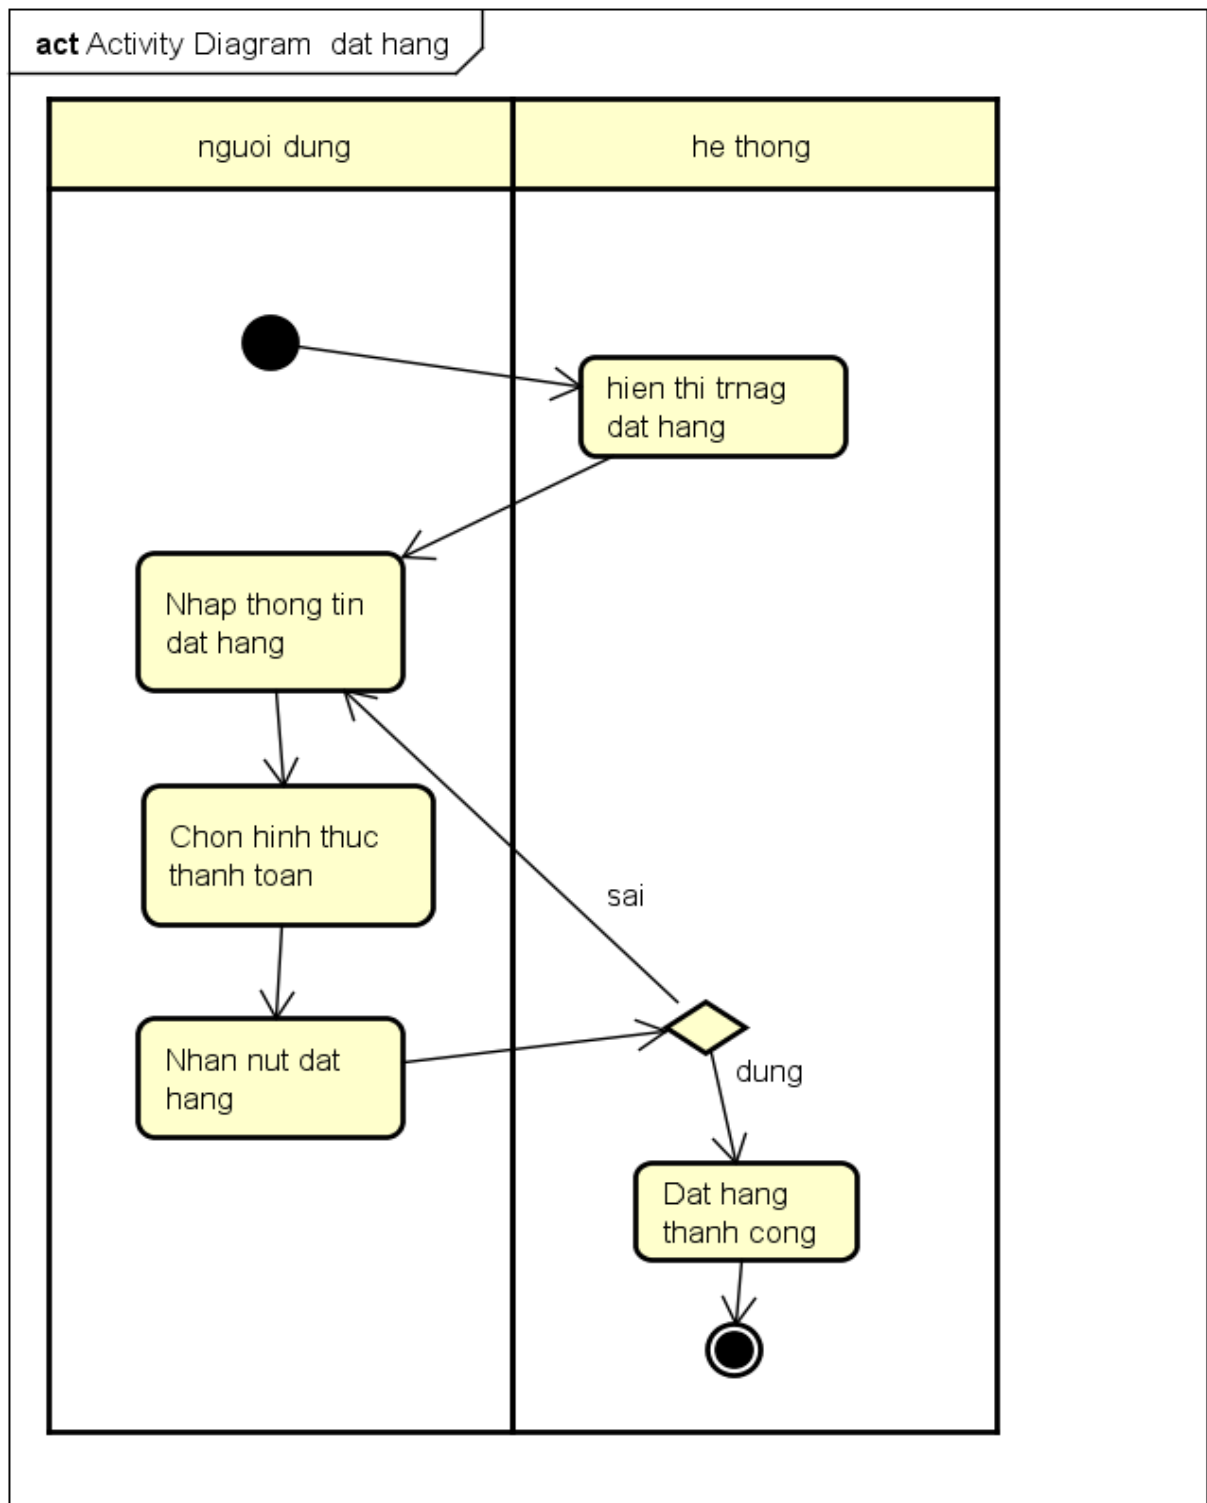 act Activity Diagram dat hang
nguoi dung
he thong
hien thi trnag
dat hang
Nhap thong tin
dat hang
Chon hinh thuc
thanh toan
sai
Nhan nut dat
hang
dung
Dat hang
thanh cong